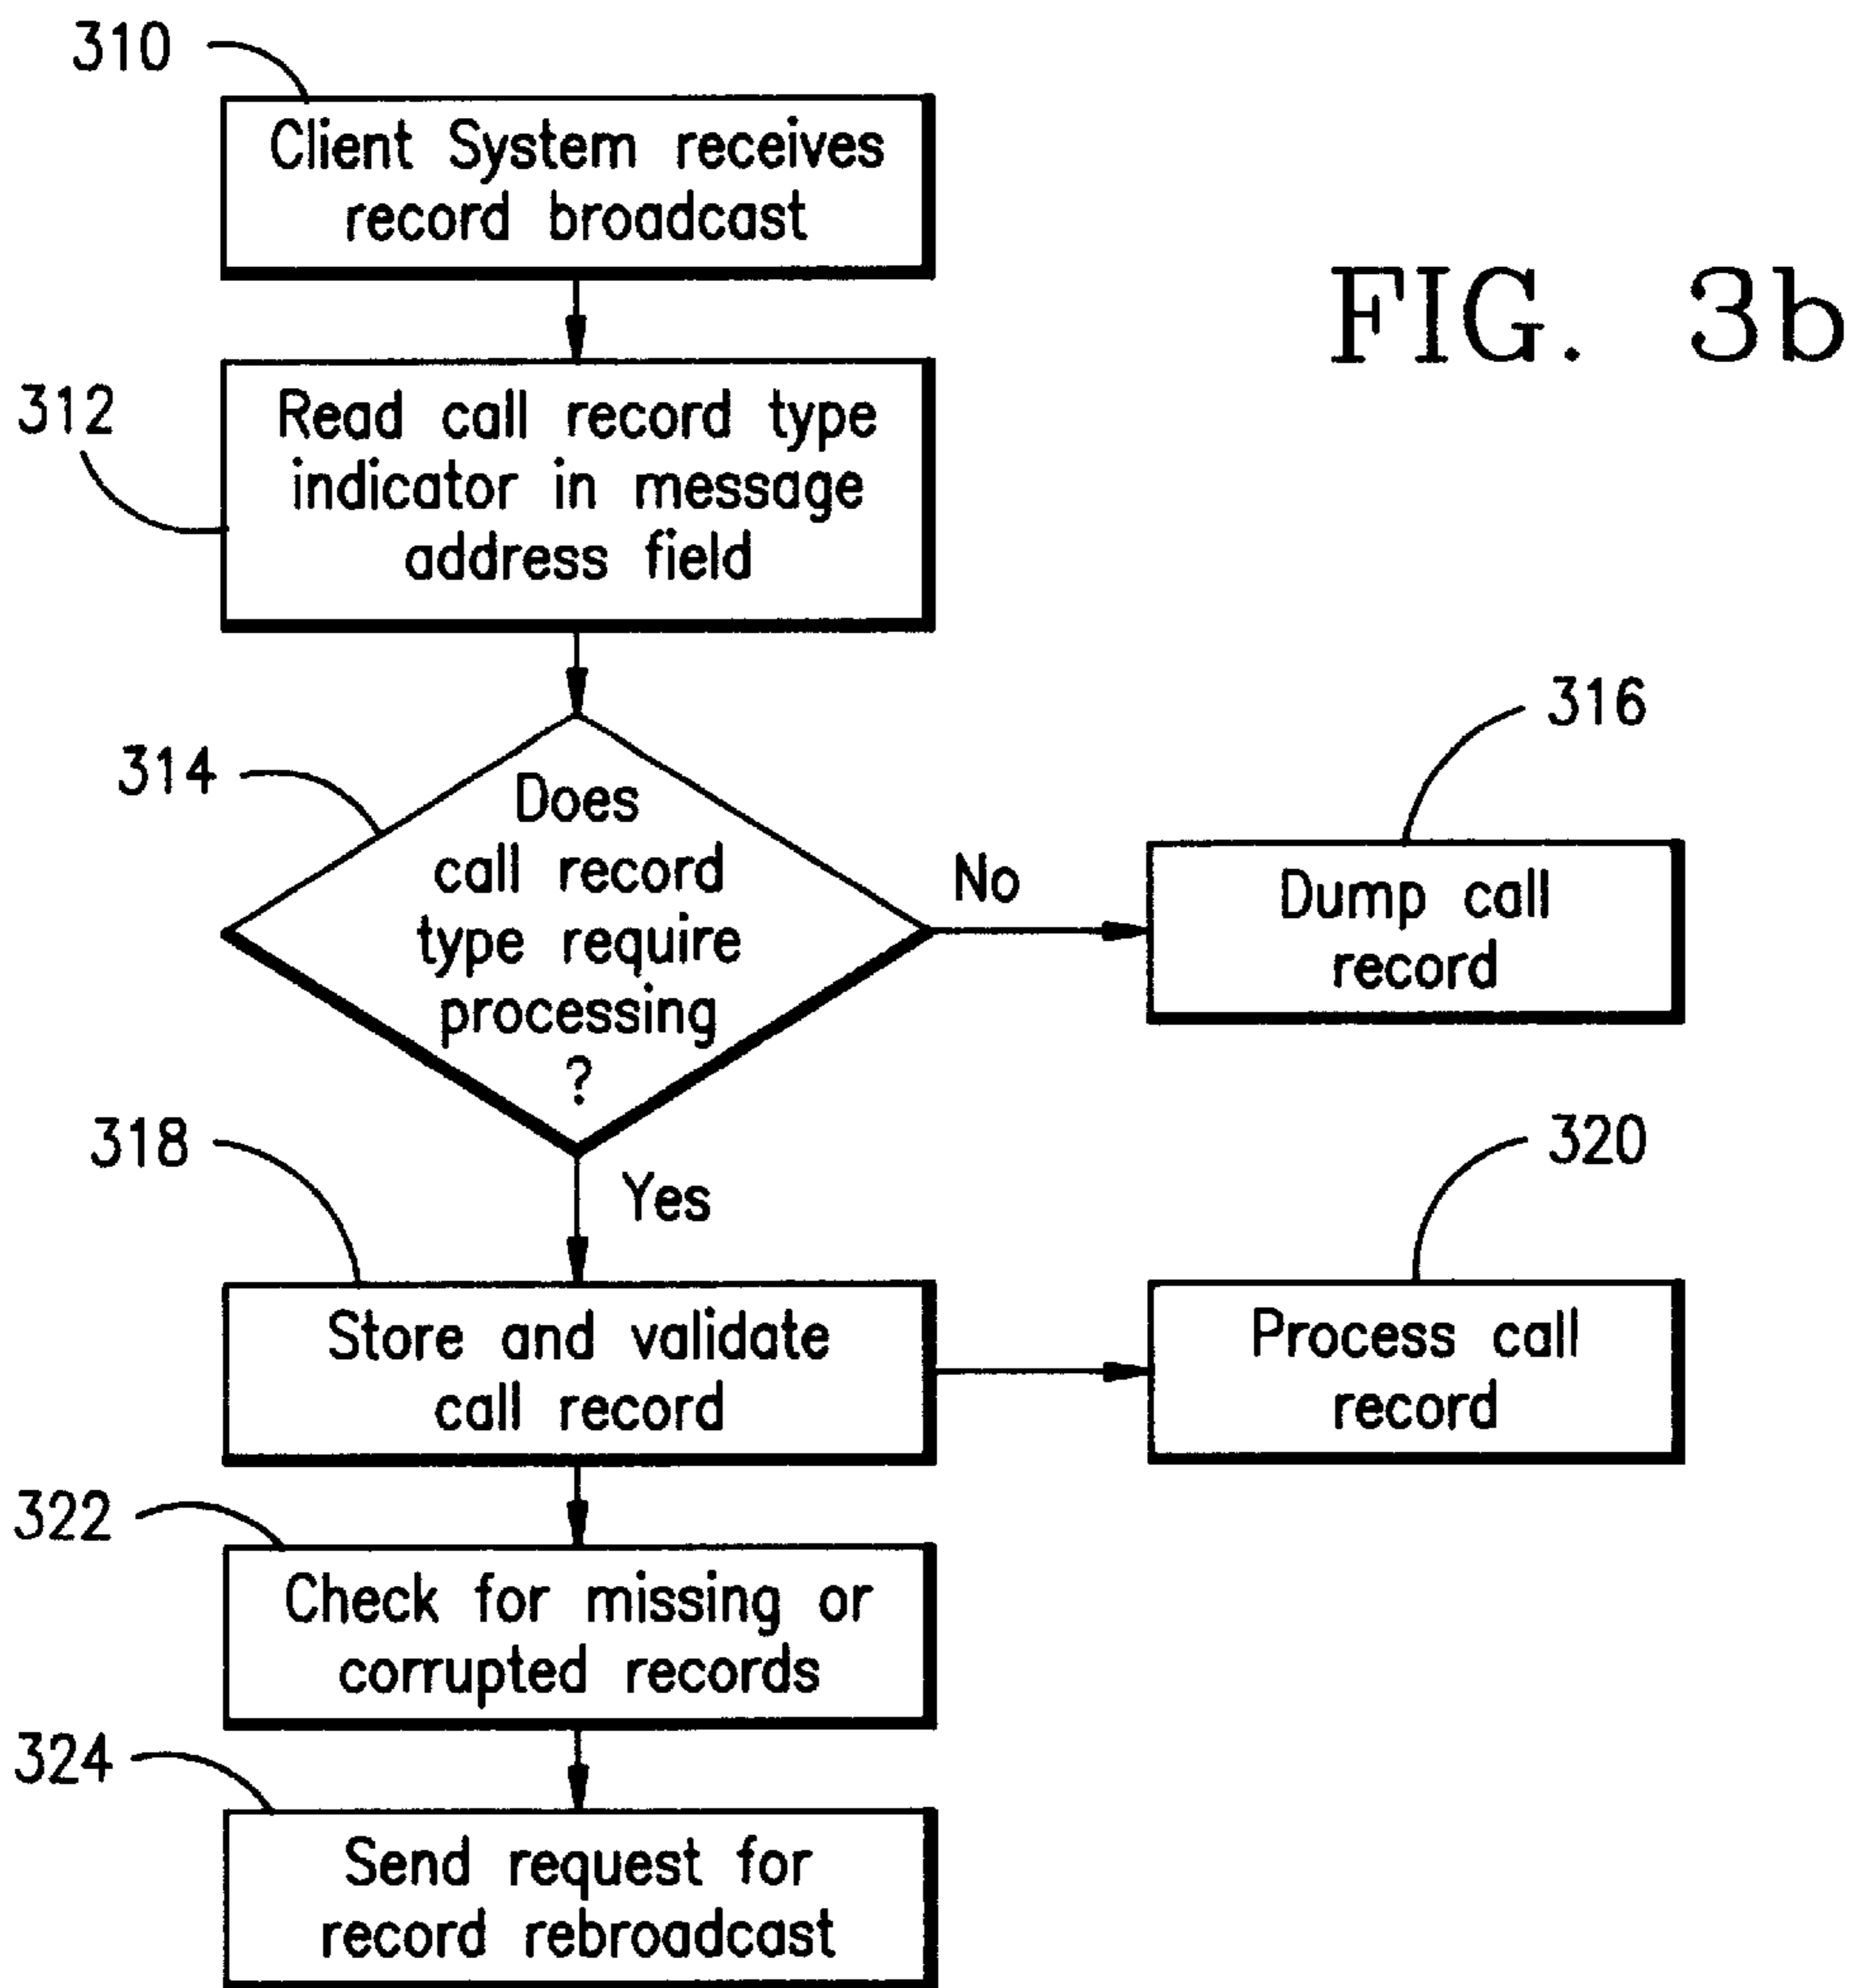 310
Client System receives
record broadcast
FIG. 3b
312
Read call record type
indicator in message
address field
314
Does
call record
type require
processing
?
No
316
Dump call
record
Yes
318
Store and validate
call record
320
Process call
record
322
Check for missing or
corrupted records
324
Send request for
record rebroadcast